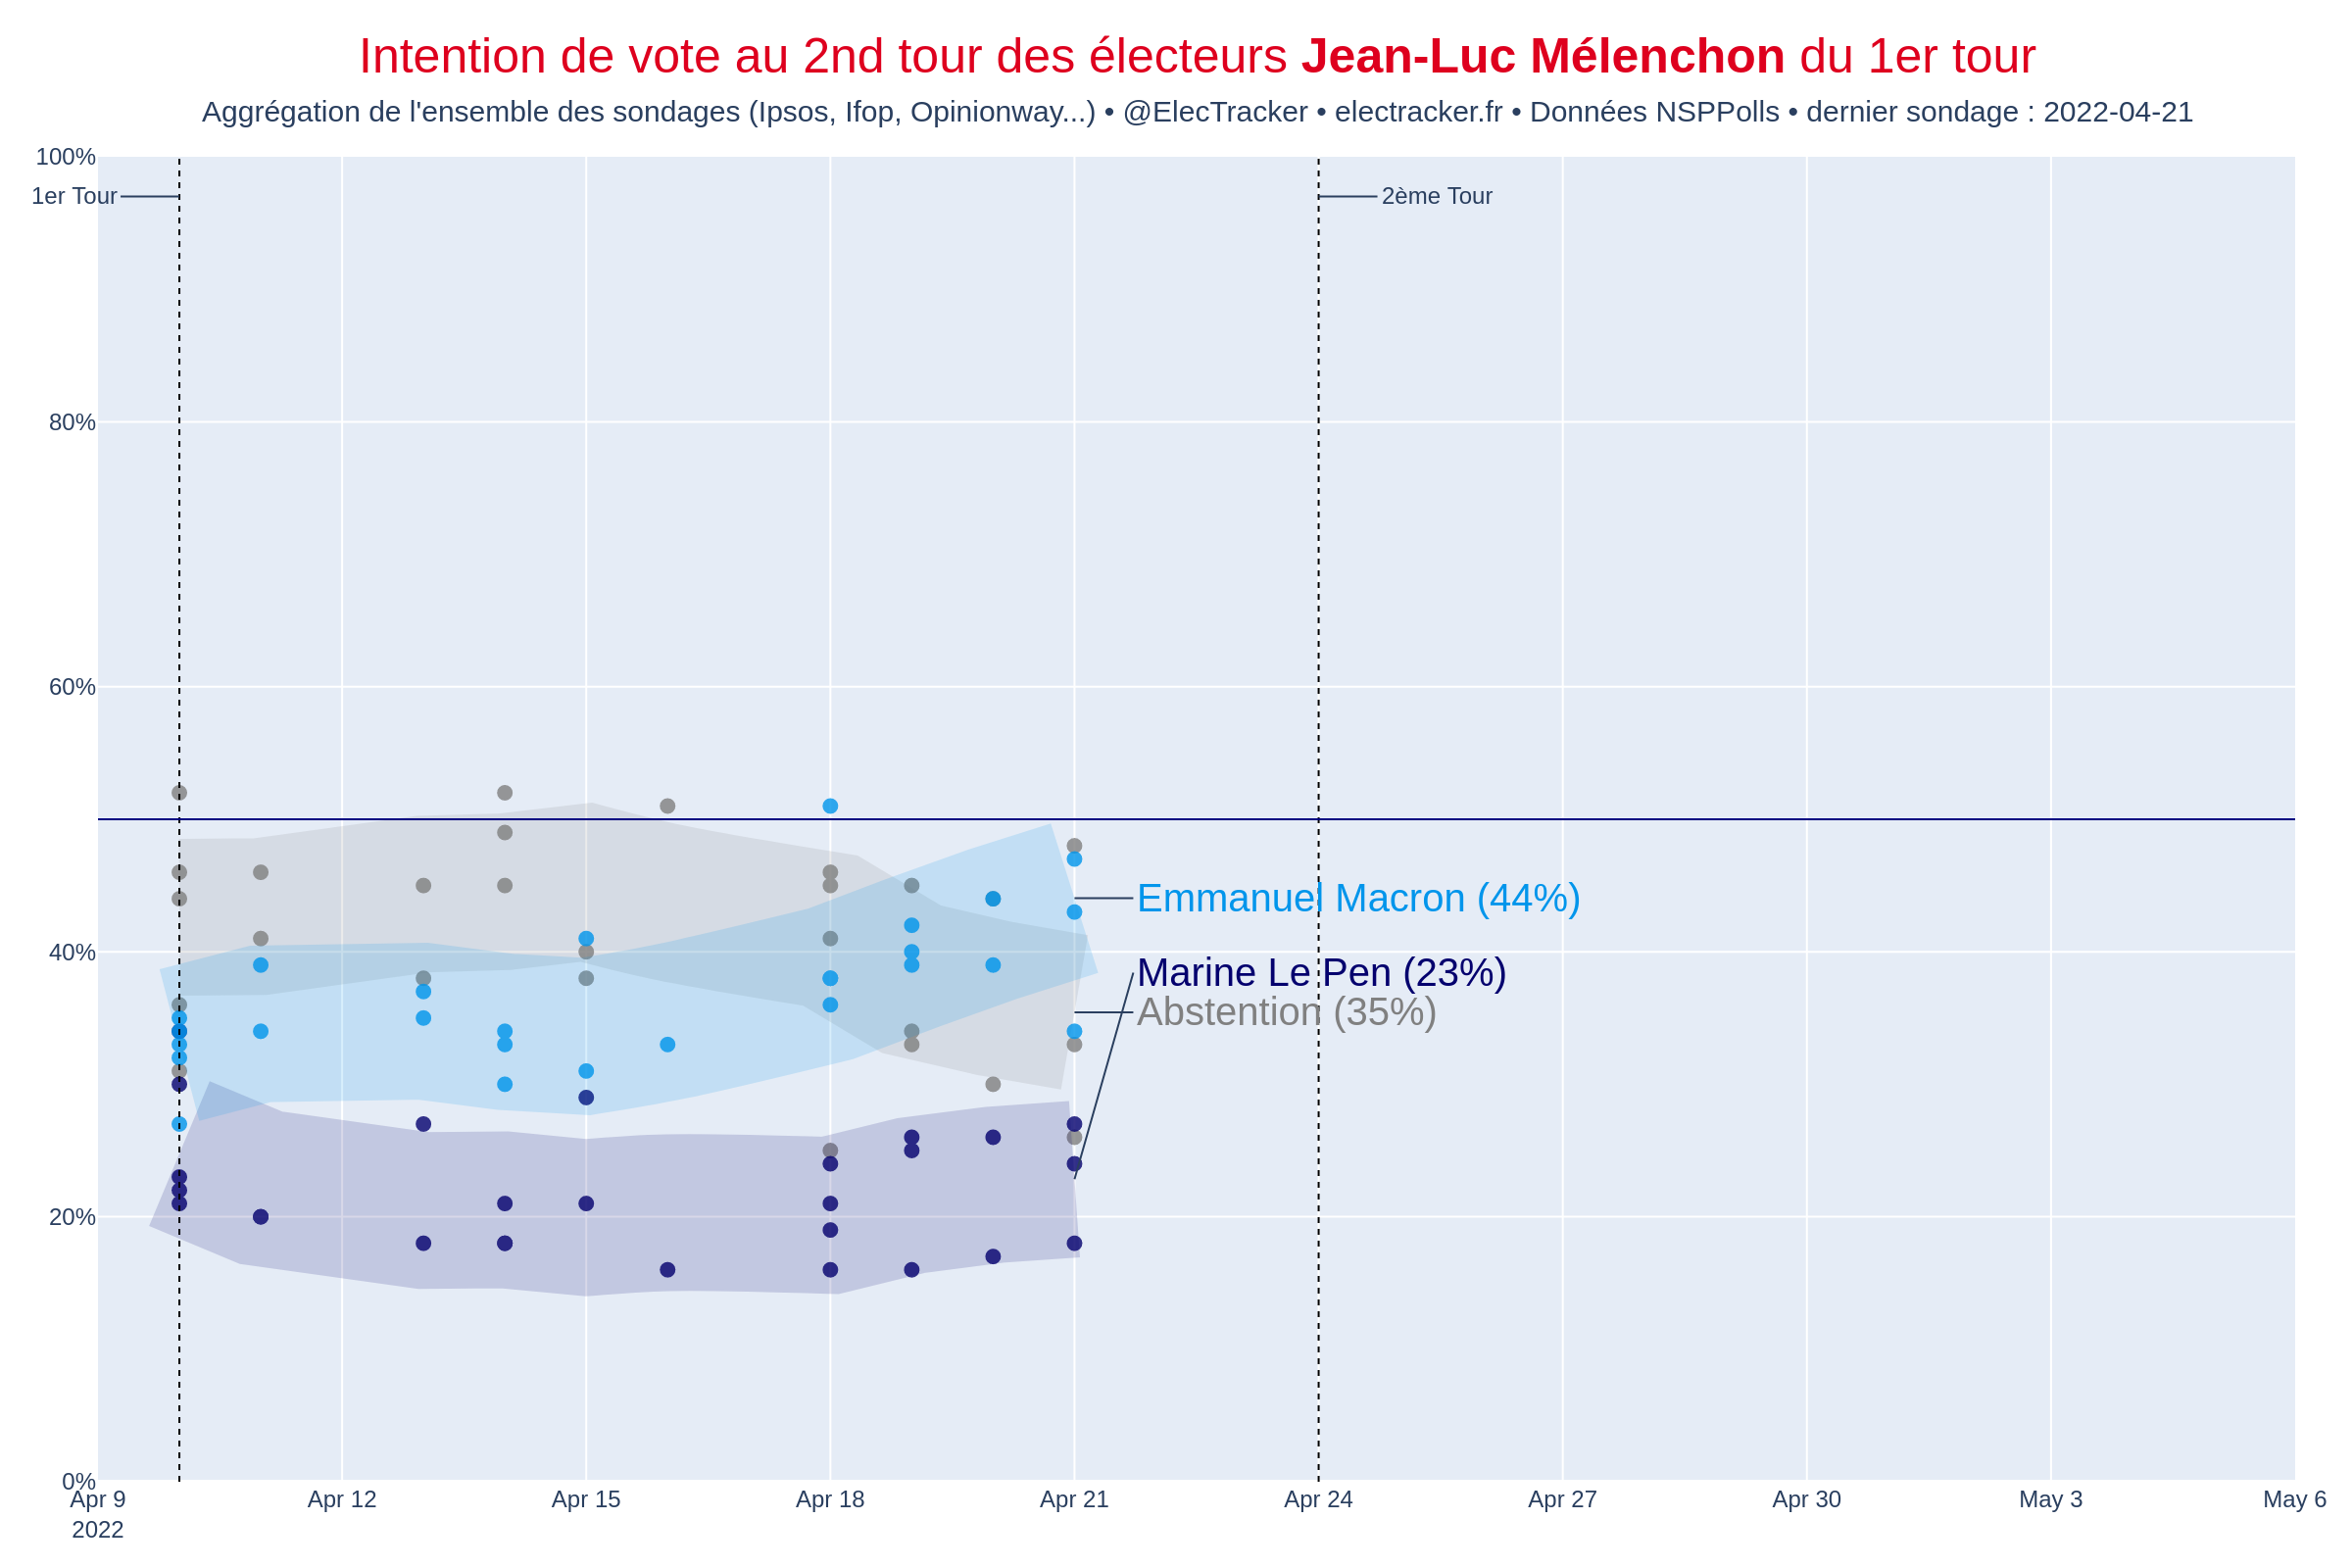 Intention de vote au 2nd tour des électeurs Jean-Luc Mélenchon du 1er tour
Aggrégation de l'ensemble des sondages (Ipsos, Ifop, Opinionway...) • @ElecTracker • electracker.fr • Données NSPPolls • dernier sondage : 2022-04-21
100%
1er Tour
2ème Tour
80%
60%
Emmanuel Macron (44%)
40%
Marine Le Pen (23%)
Abstention (35%)
20%
0%
Apr 9 Apr 12 Apr 15 Apr 18 Apr 21 Apr 24 Apr 27 Apr 30 May 3 May 6
2022